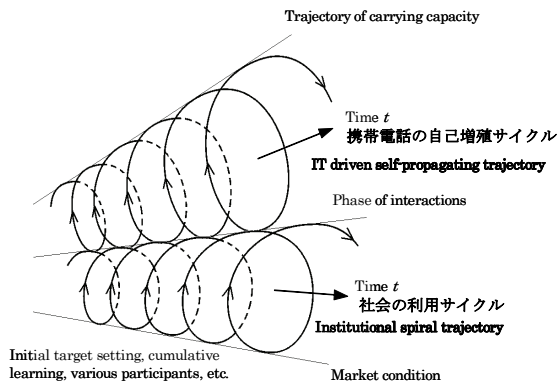 Trajectory of carrying capacity
Time t
携帯電話の自己増殖サイクル
IT driven self-propagating trajectory
Phase of interactions
Time t
社会の利用サイクル
Institutional spiral trajectory
Initial target setting, cumulative
learning, various participants, etc.
Market condition